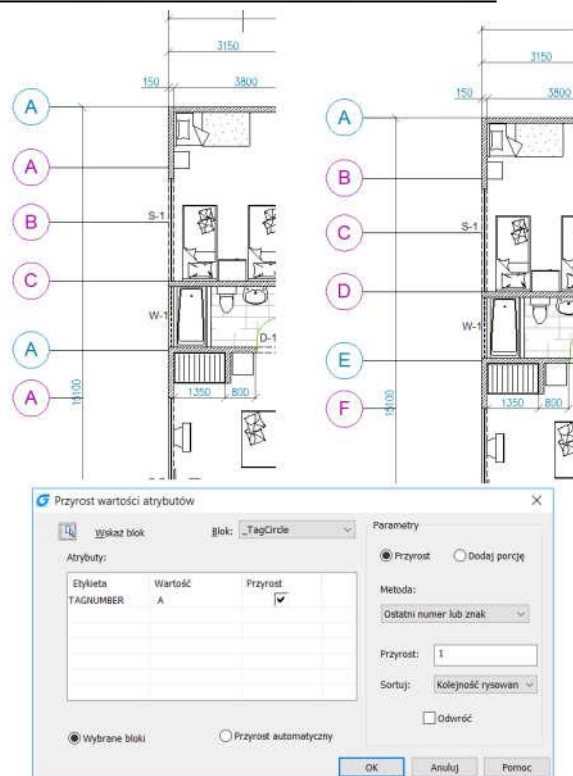 3150
150 3800
A
A
B
S-1
C
W-1
A
D-1
A
15100
1350 800
3150
150 3800
A
B
C
S-1
D
W-1
E
F
15100
1350 800
Przyrost wartości atrybutów
Wskaż blok
Blok: _TagCircle
Atrybuty:
Etykieta Wartość Przyrost
TAGNUMBER A
Wybrane bloki
Przyrost automatyczny
Parametry
Przyrost
Dodaj porcję
Metoda:
Ostatni numer lub znak
Przyrost: 1
Sortuj: Kolejność rysowan
Odwróć
OK Anuluj Pomoc